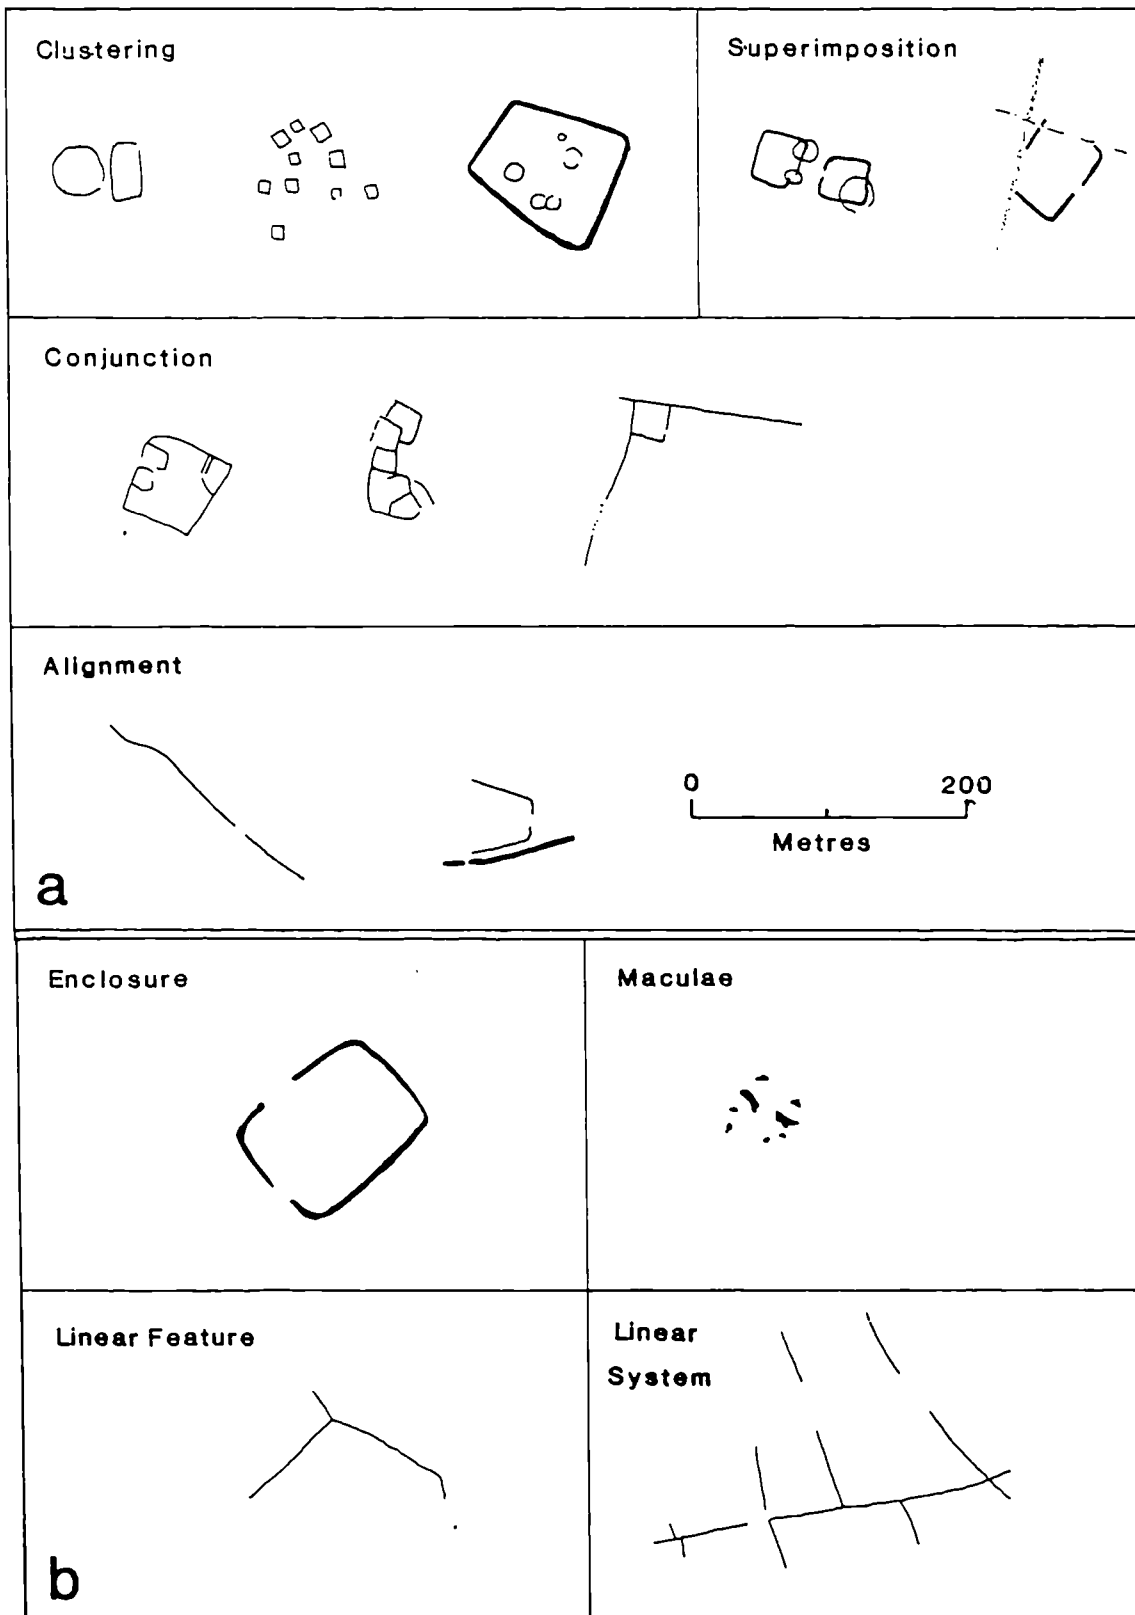 Clustering
Superimposition
Conjunction
Alignment
0 200
Metres
a
Enclosure
Maculae
Linear Feature
Linear
System
b